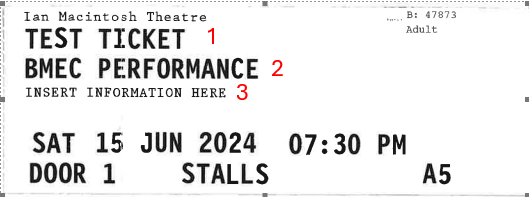 Ian Macintosh Theatre
B: 47873
Adult
TEST TICKET 1
BMEC PERFORMANCE 2
INSERT INFORMATION HERE 3
SAT 15 JUN 2024 07:30 PM
DOOR 1 STALLS A5